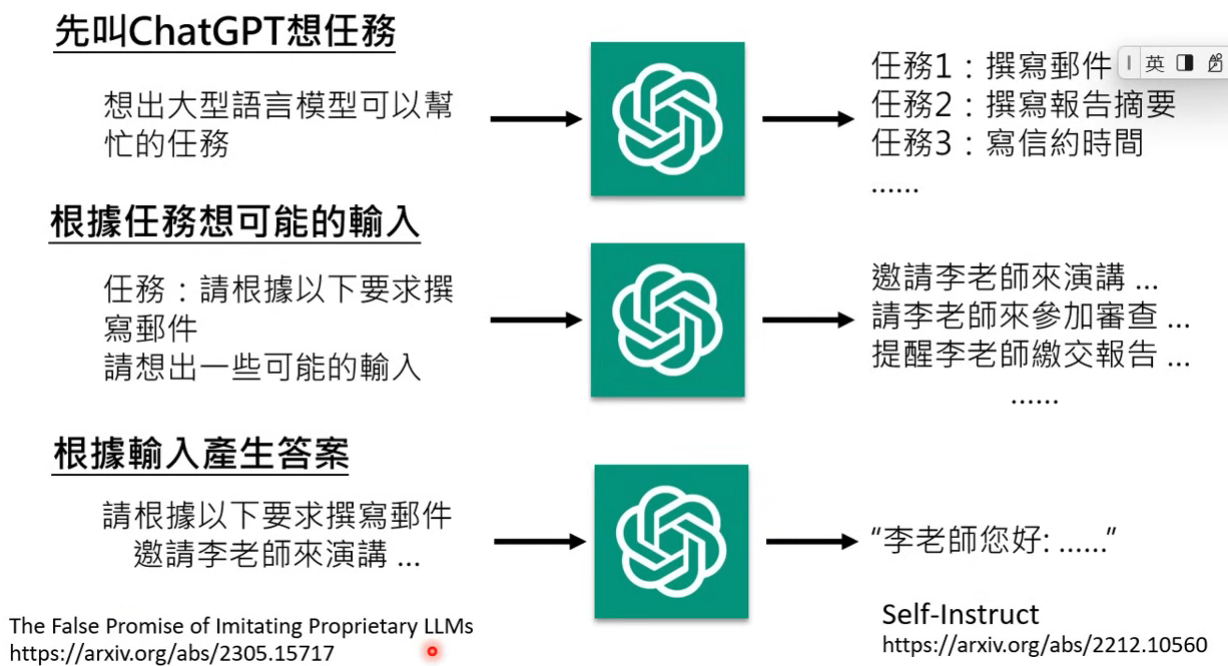 先叫ChatGPT想任務
想出大型語言模型可以幫
忙的任務
任務1：撰寫郵件
英
任務2：撰寫報告摘要
任務3：寫信約時間
......
根據任務想可能的輸入
任務：請根據以下要求撰
寫郵件
請想出一些可能的輸入
邀請李老師來演講 ...
請李老師來參加審查 ...
提醒李老師繳交報告 ...
......
根據輸入產生答案
請根據以下要求撰寫郵件
邀請李老師來演講 ...
“李老師您好: ......”
The False Promise of Imitating Proprietary LLMs
https://arxiv.org/abs/2305.15717
Self-Instruct
https://arxiv.org/abs/2212.10560